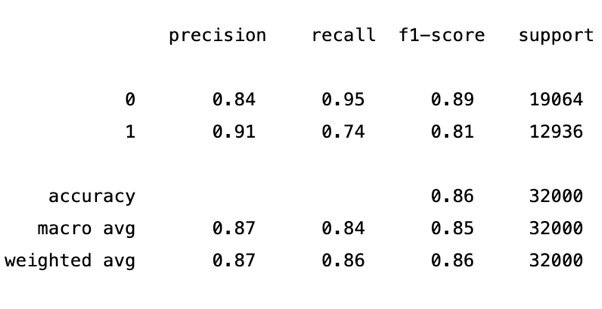 precision recall f1-score support
0 0.84 0.95 0.89 19064
1 0.91 0.74 0.81 12936
accuracy 0.86 32000
macro avg 0.87 0.84 0.85 32000
weighted avg 0.87 0.86 0.86 32000